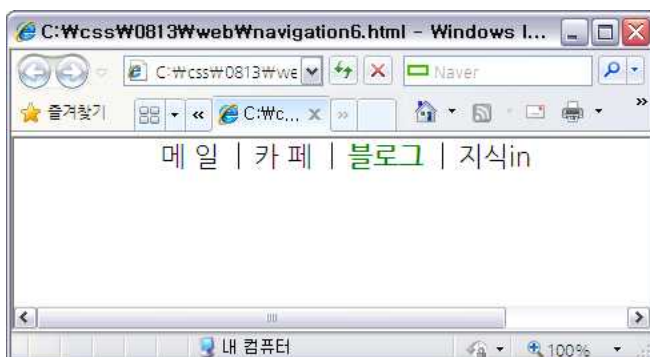 C:₩css₩0813₩web₩navigation6.html - Windows I...
C:₩css₩0813₩we Naver
즐겨찾기 C:₩c...
메 일 | 카 페 | 블로그 | 지식in
내 컴퓨터 100%